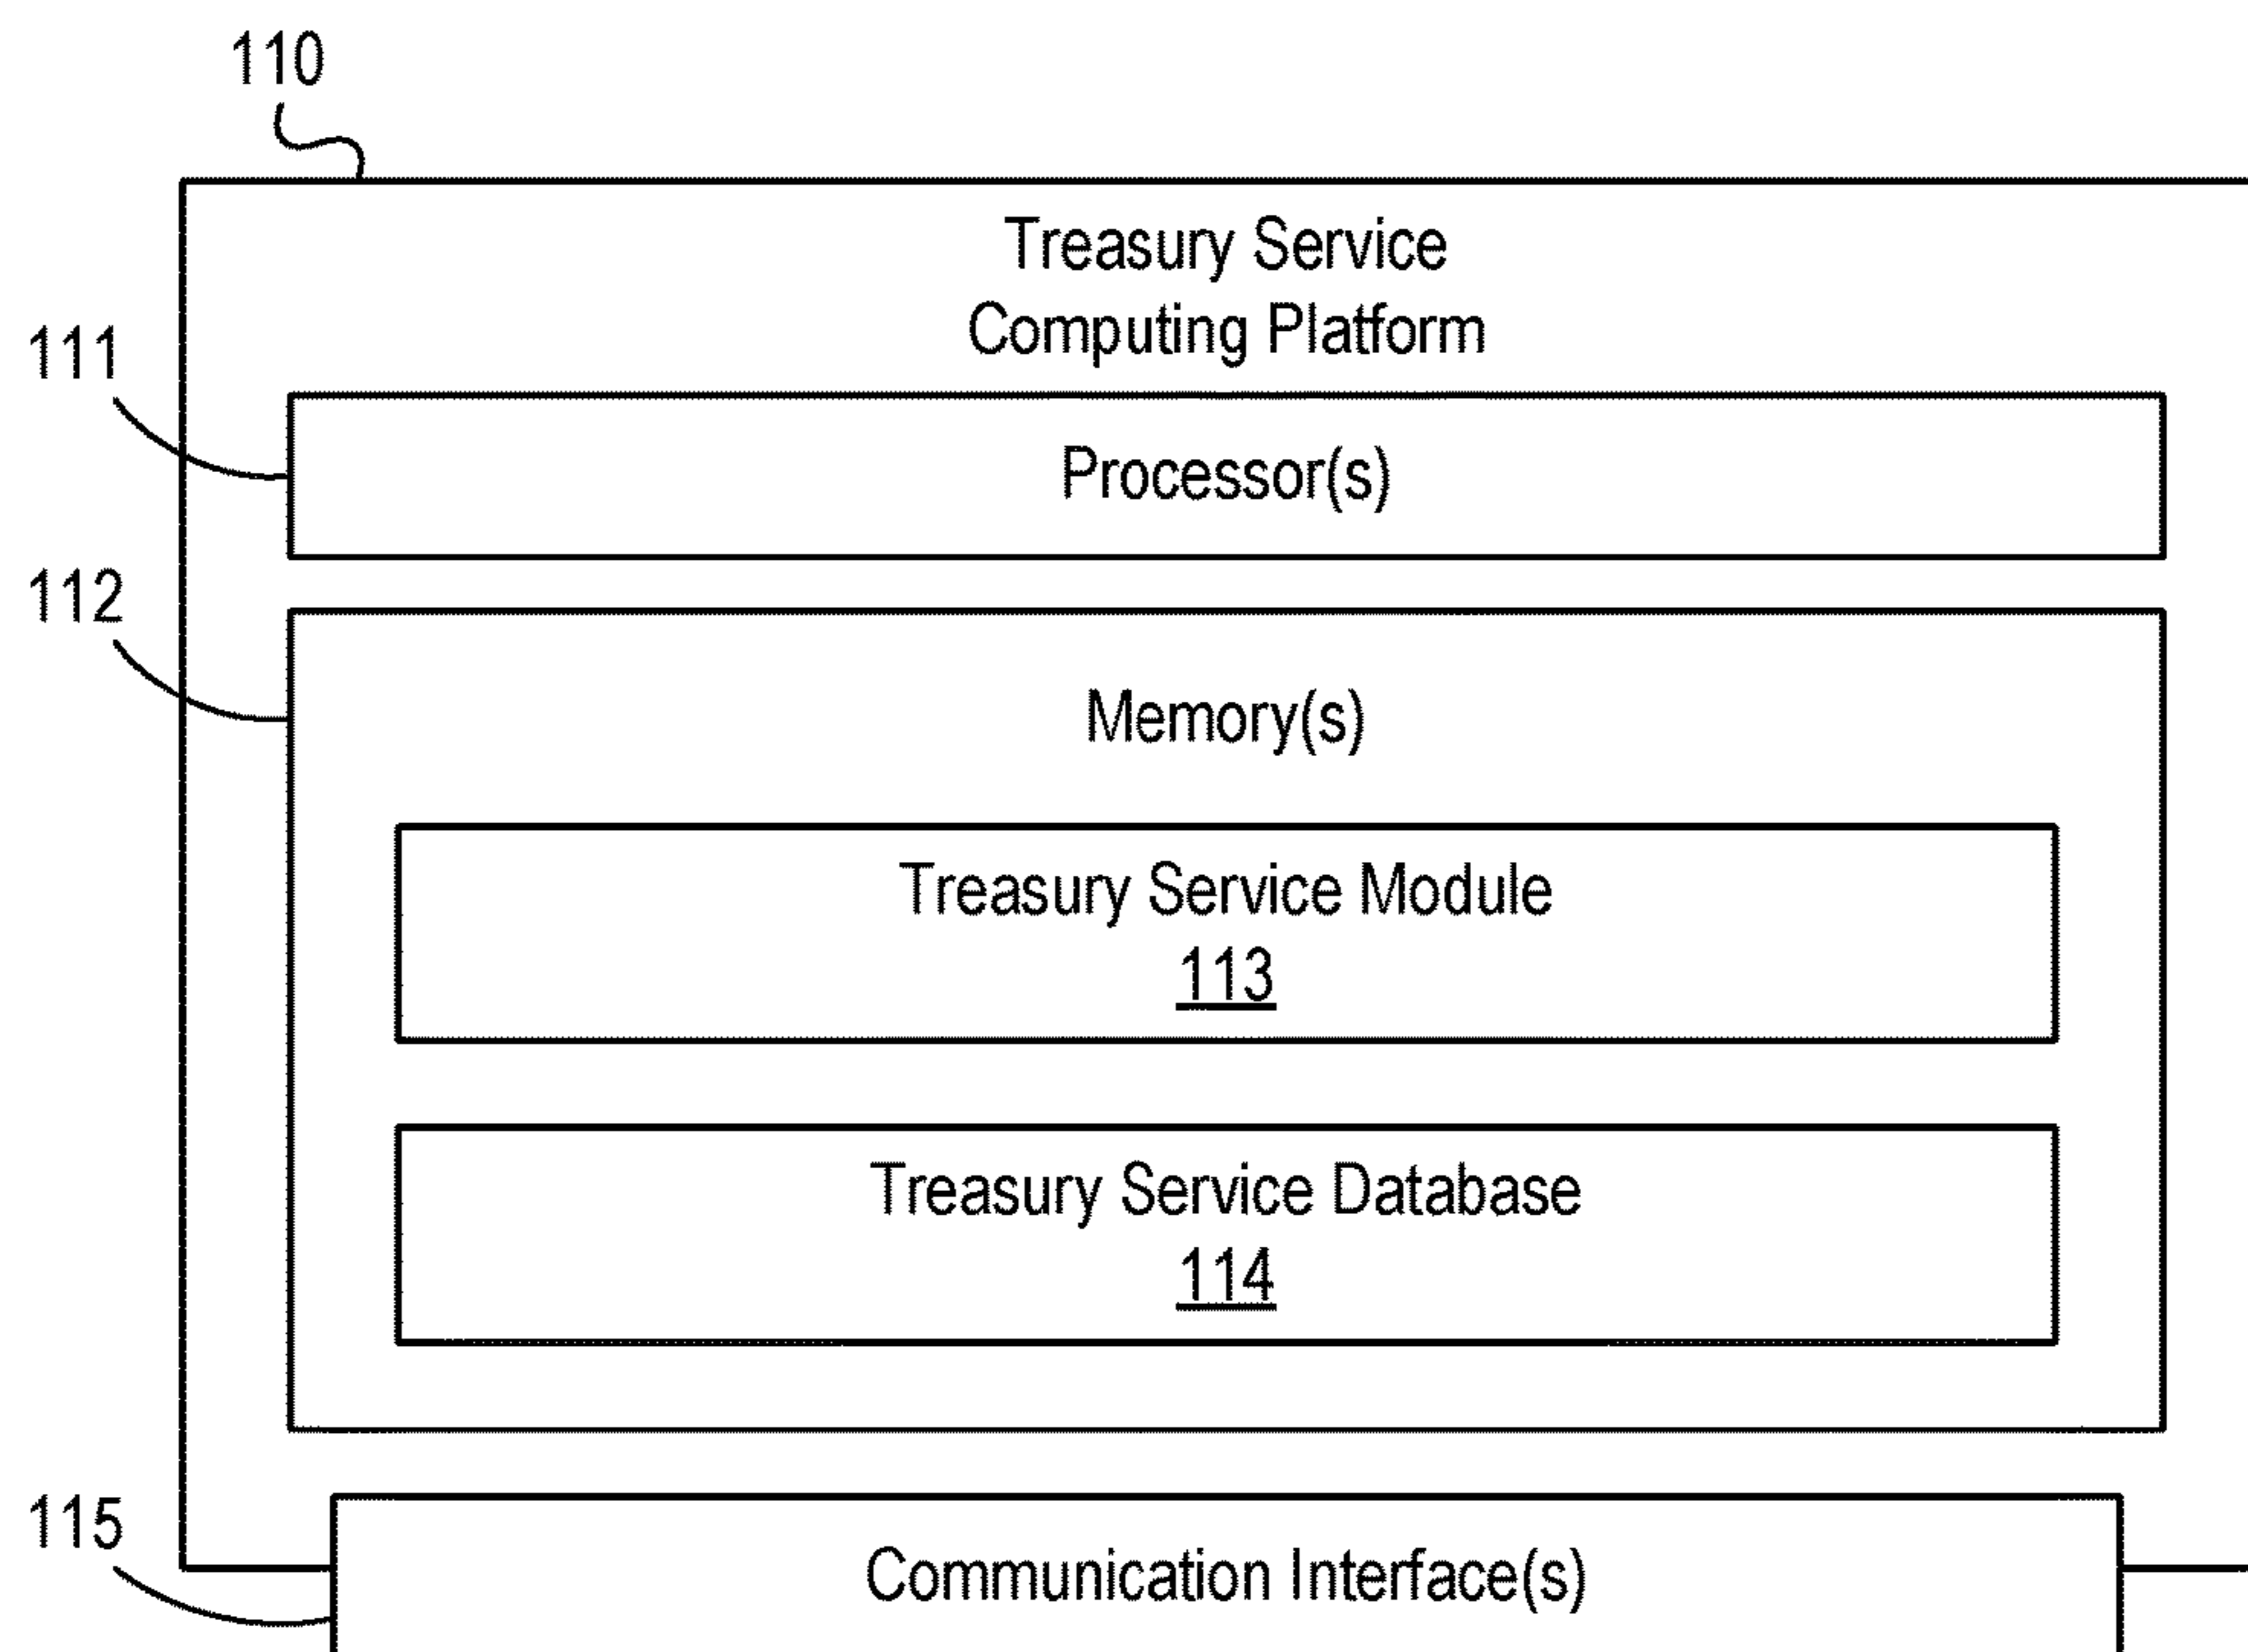 110
Treasury Service
Computing Platform
111
Processor(s)
112
Memory(s)
Treasury Service Module
113
Treasury Service Database
114
115
Communication Interface(s)